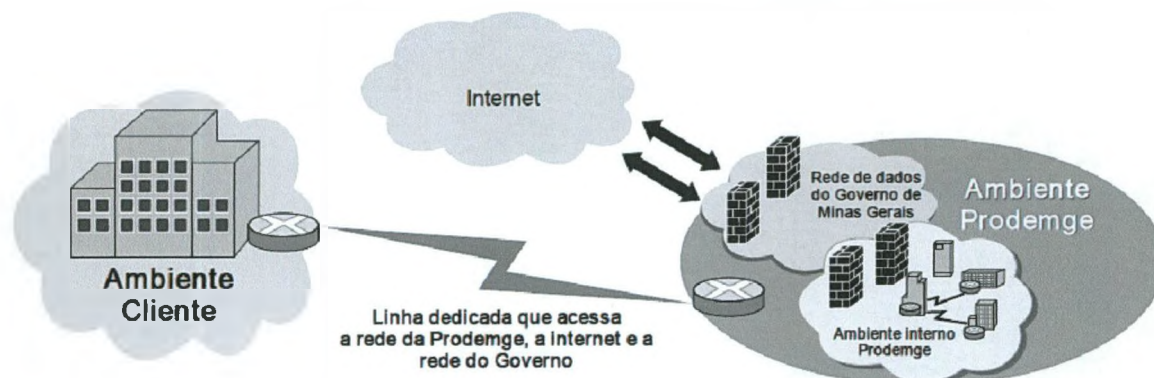 Internet
Rede de dados
do Governo de
Minas Gerais
Ambiente
Prodemge
Ambiente
Cliente
Linha dedicada que acessa
a rede da Prodemge, a Internet e a
rede do Governo
Ambiente interno
Prodemge